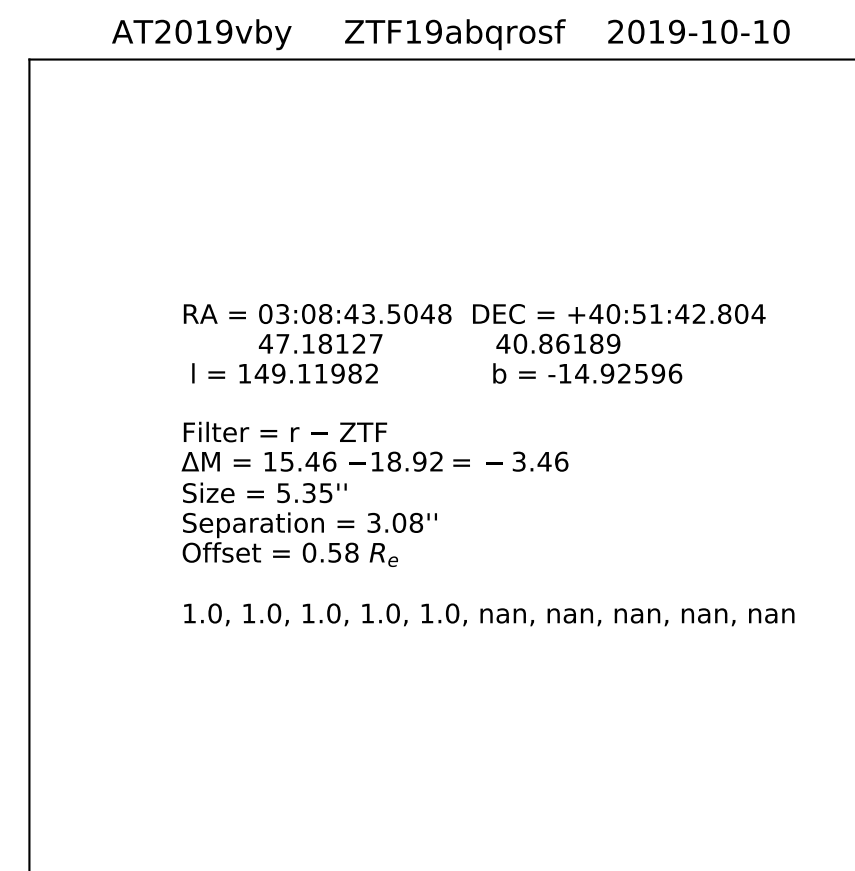 AT2019vby ZTF19abqrosf 2019-10-10
RA = 03:08:43.5048 DEC = +40:51:42.804
47.18127 40.86189
l = 149.11982 b = -14.92596
Filter = r − ZTF
ΔM = 15.46 −18.92 = − 3.46
Size = 5.35''
Separation = 3.08''
Offset = 0.58 Rₑ
1.0, 1.0, 1.0, 1.0, 1.0, nan, nan, nan, nan, nan